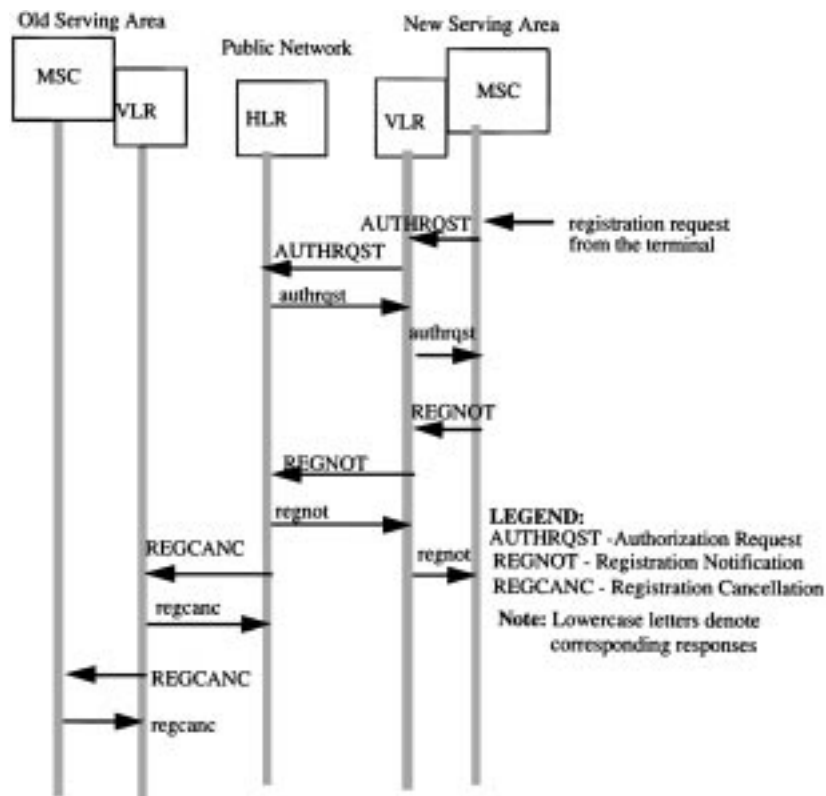 Old Serving Area
New Serving Area
Public Network
MSC
VLR
HLR
VLR
MSC
AUTHRQST
registration request
from the terminal
AUTHRQST
authrqst
authrqst
REGNOT
REGNOT
regnot
regnot
REGCANC
regcanc
REGCANC
regcanc
LEGEND:
AUTHRQST -Authorization Request
REGNOT - Registration Notification
REGCANC - Registration Cancellation
Note: Lowercase letters denote
corresponding responses